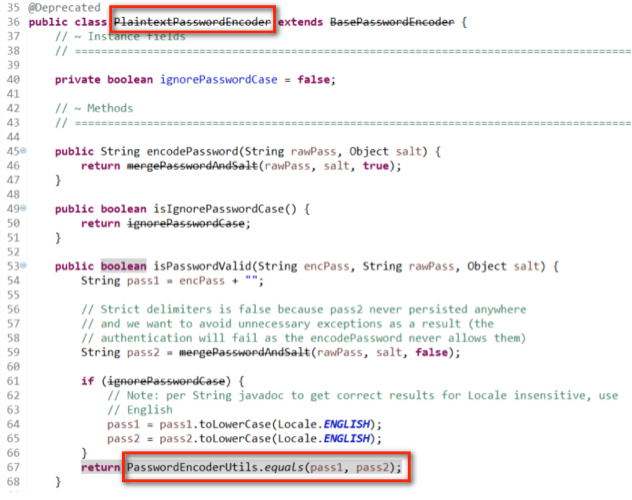 35 @Deprecated
36 public class PlaintextPasswordEncoder extends BasePasswordEncoder {
37     // ~ Instance fields
38     // ================================================================================
39
40     private boolean ignorePasswordCase = false;
41
42     // ~ Methods
43     // ================================================================================
44
45     public String encodePassword(String rawPass, Object salt) {
46         return mergePasswordAndSalt(rawPass, salt, true);
47     }
48
49     public boolean isIgnorePasswordCase() {
50         return ignorePasswordCase;
51     }
52
53     public boolean isPasswordValid(String encPass, String rawPass, Object salt) {
54         String pass1 = encPass + "";
55
56         // Strict delimiters is false because pass2 never persisted anywhere
57         // and we want to avoid unnecessary exceptions as a result (the
58         // authentication will fail as the encodePassword never allows them)
59         String pass2 = mergePasswordAndSalt(rawPass, salt, false);
60
61         if (ignorePasswordCase) {
62             // Note: per String javadoc to get correct results for Locale insensitive, use
63             // English
64             pass1 = pass1.toLowerCase(Locale.ENGLISH);
65             pass2 = pass2.toLowerCase(Locale.ENGLISH);
66         }
67         return PasswordEncoderUtils.equals(pass1, pass2);
68     }